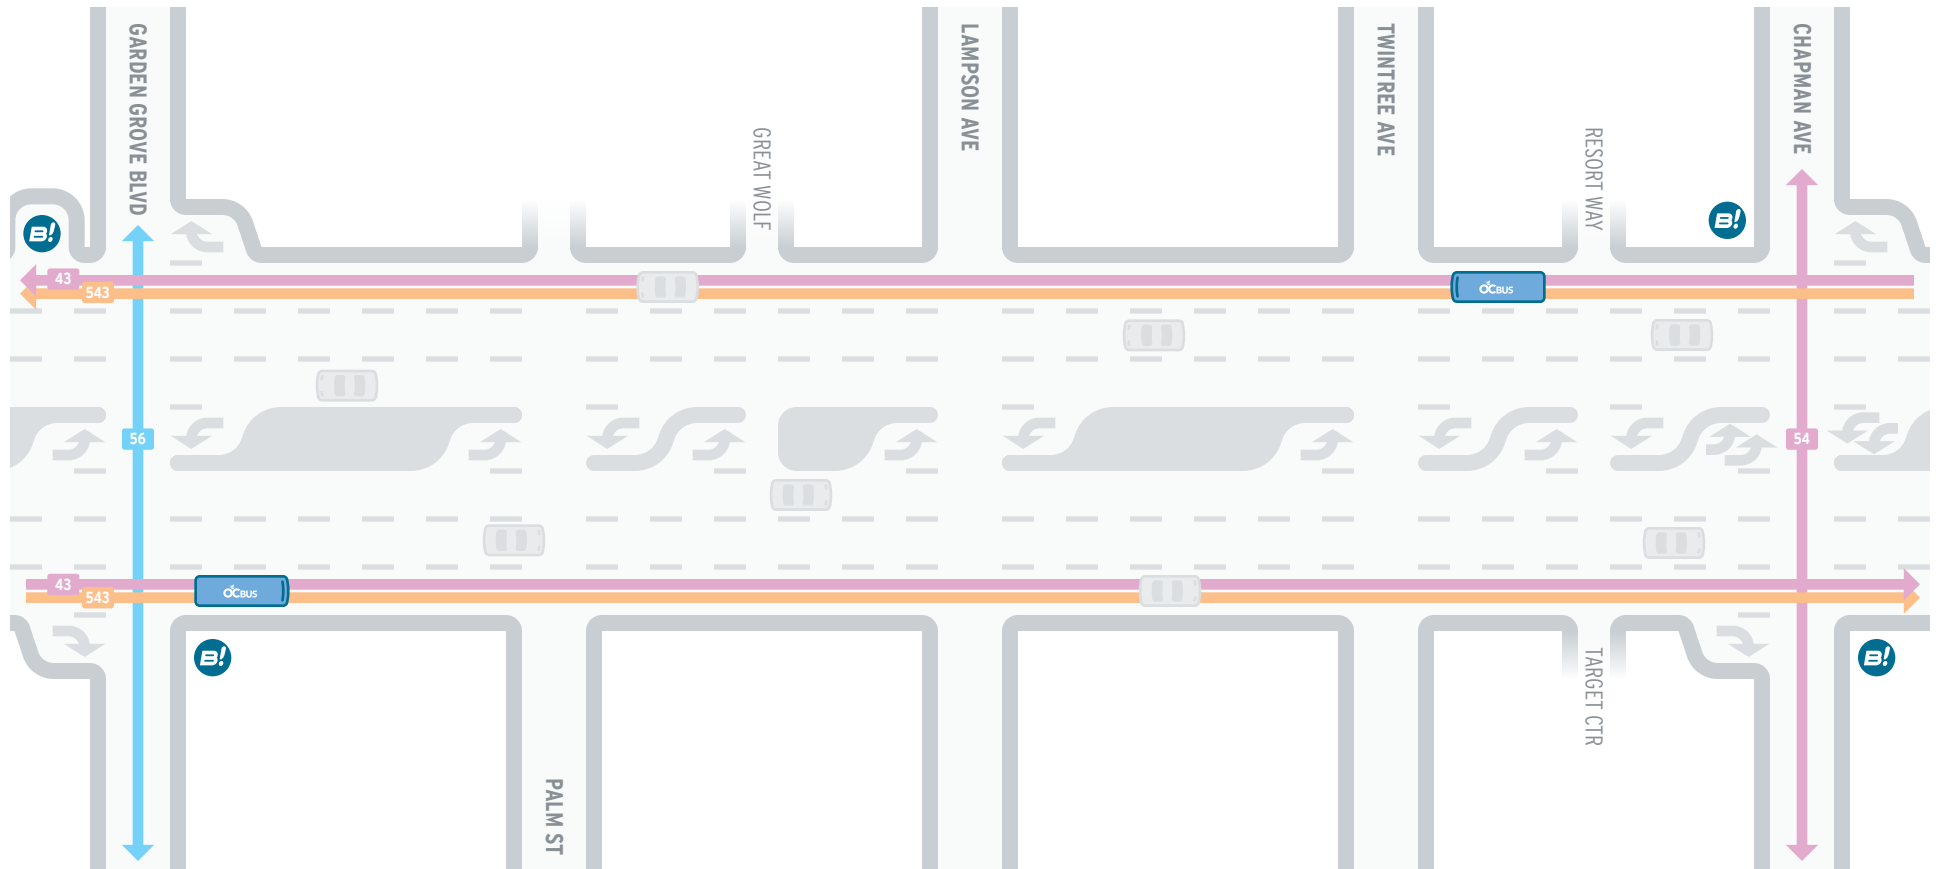 GARDEN GROVE BLVD
LAMPSON AVE
TWINTREE AVE
CHAPMAN AVE
GREAT WOLF
RESORT WAY
B!
B!
43
543
OCBUS
56
54
43
543
OCBUS
B!
B!
TARGET CTR
PALM ST